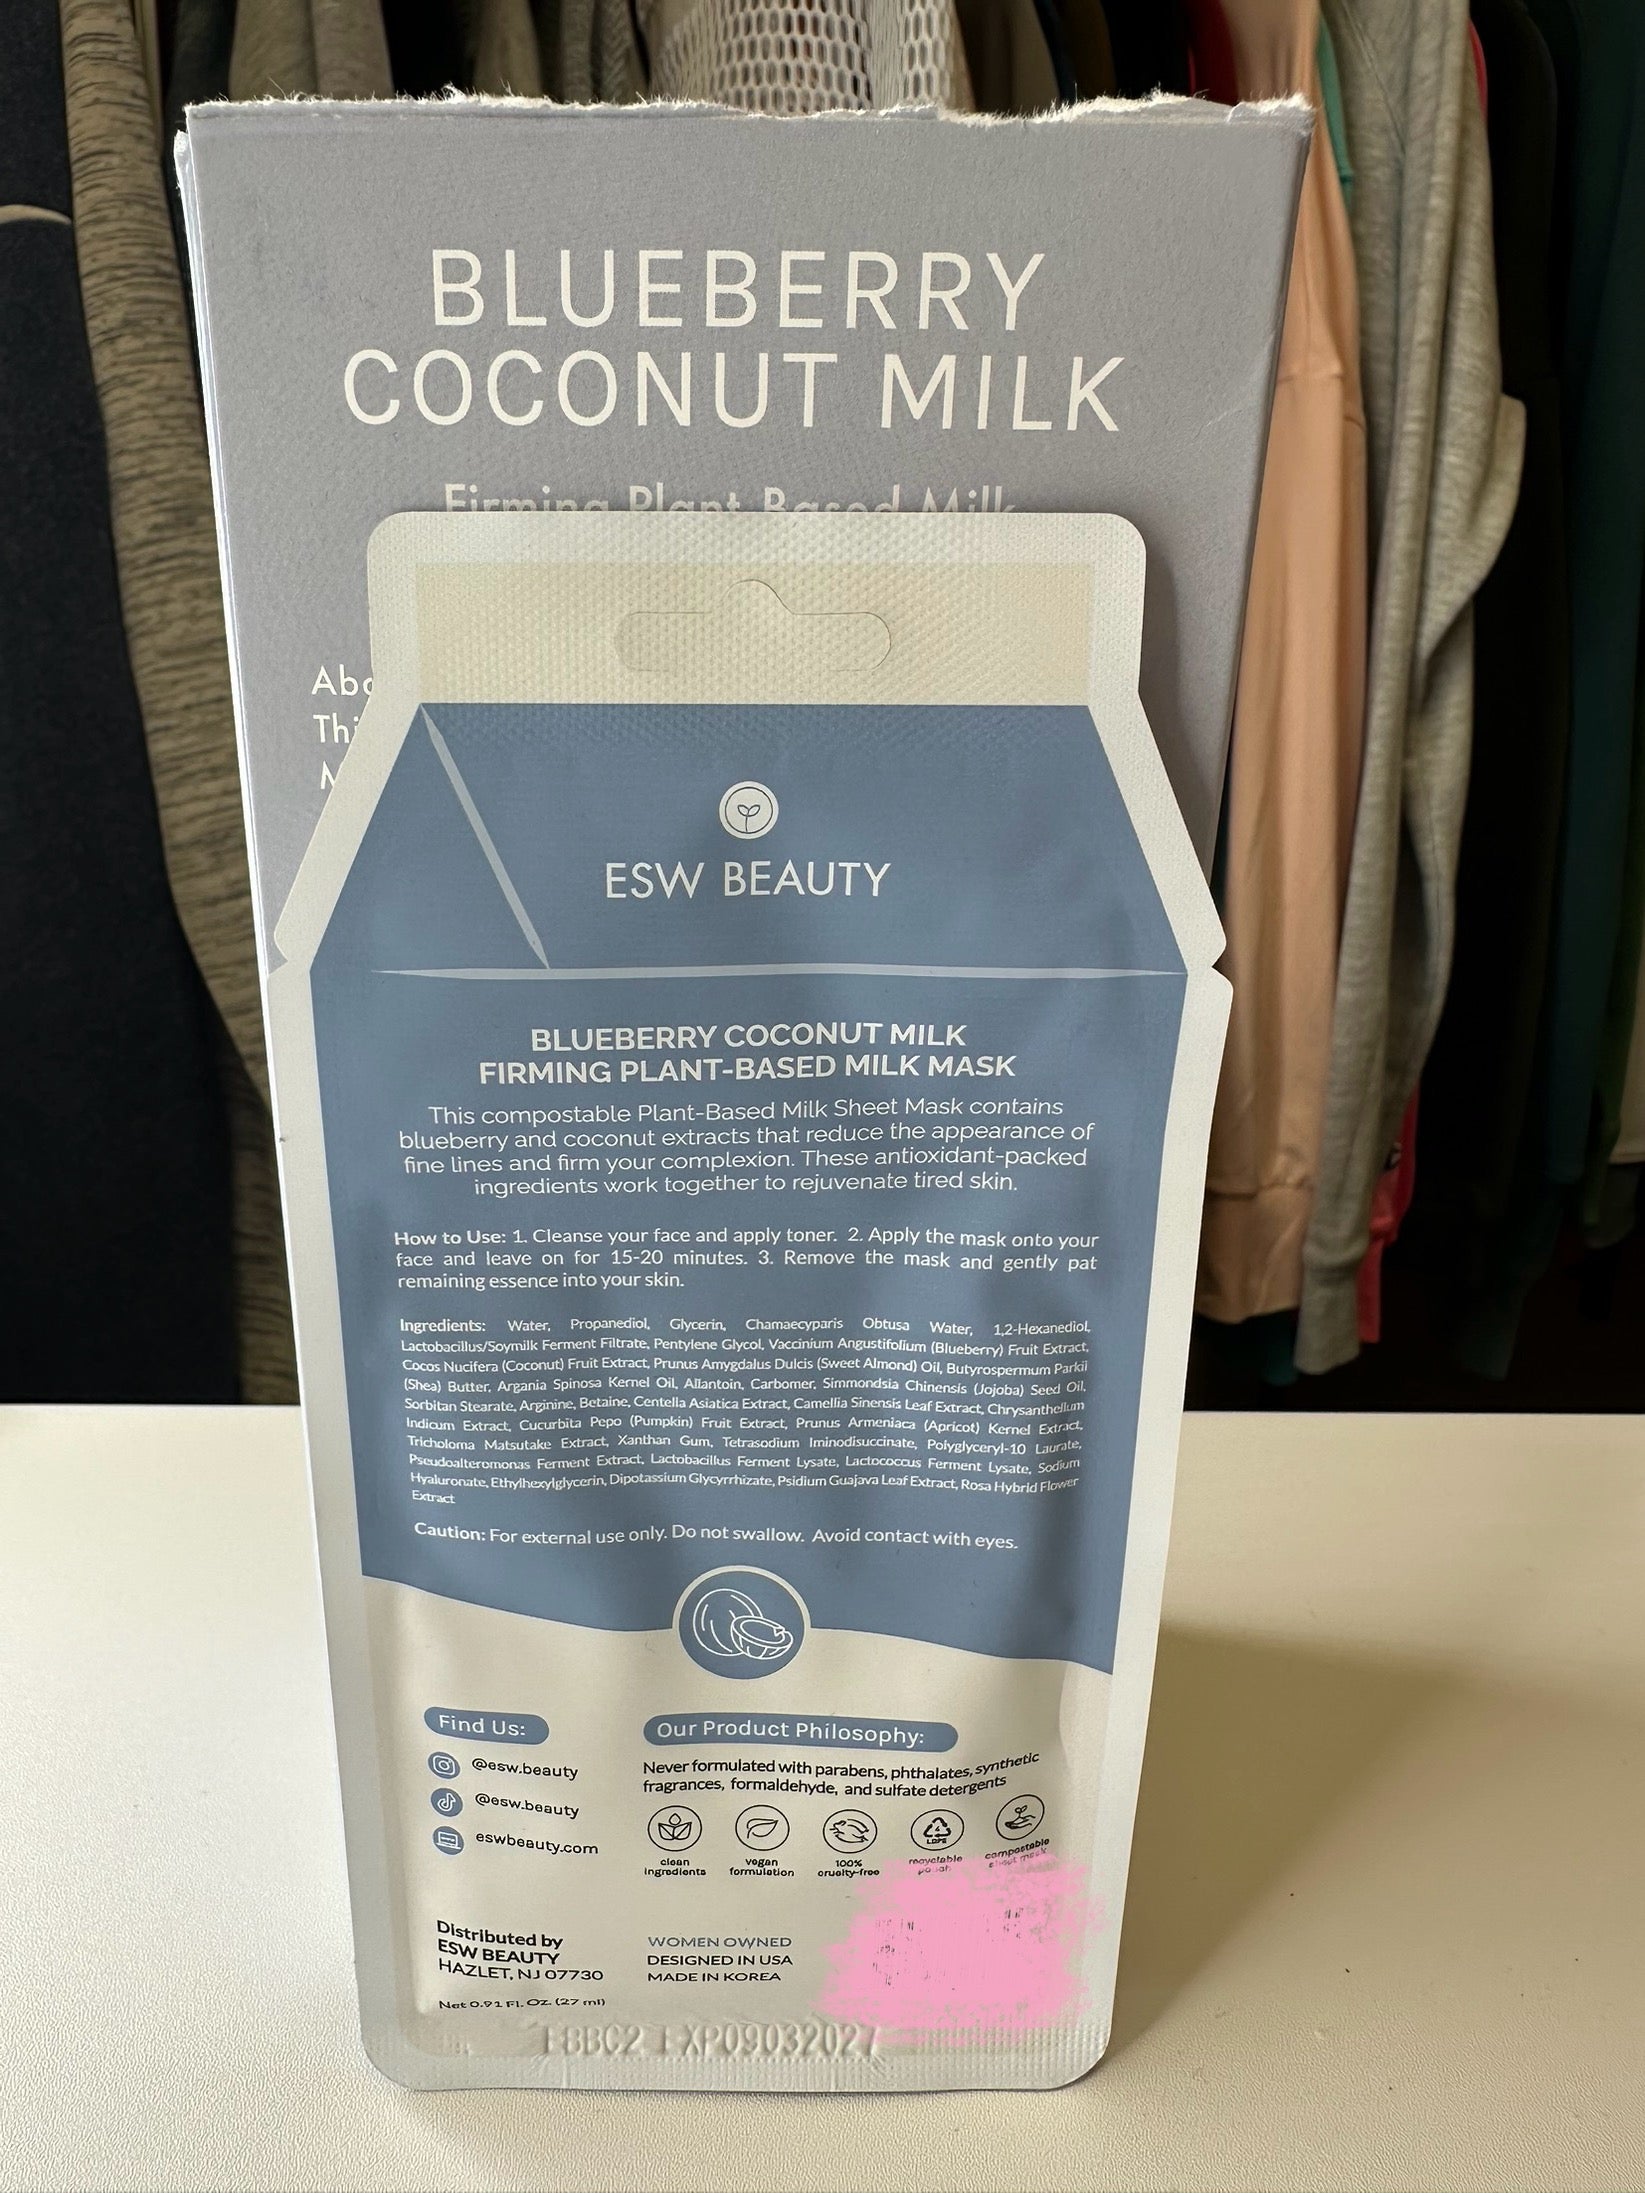 BLUEBERRY
COCONUT MILK
Firming Plant-Based Milk
ESW BEAUTY
BLUEBERRY COCONUT MILK
FIRMING PLANT-BASED MILK MASK
This compostable Plant-Based Milk Sheet Mask contains
blueberry and coconut extracts that reduce the appearance of
fine lines and firm your complexion. These antioxidant-packed
ingredients work together to rejuvenate tired skin.
How to Use: 1. Cleanse your face and apply toner. 2. Apply the mask onto your
face and leave on for 15-20 minutes. 3. Remove the mask and gently pat
remaining essence into your skin.
Ingredients: Water, Propanediol, Glycerin, Chamaecyparis Obtusa Water, 1,2-Hexanediol,
Lactobacillus/Soymilk Ferment Filtrate, Pentylene Glycol, Vaccinium Angustifolium (Blueberry) Fruit Extract,
Cocos Nucifera (Coconut) Fruit Extract, Prunus Amygdalus Dulcis (Sweet Almond) Oil, Butyrospermum Parkii
(Shea) Butter, Argania Spinosa Kernel Oil, Allantoin, Carbomer, Simmondsia Chinensis (Jojoba) Seed Oil,
Sorbitan Stearate, Arginine, Betaine, Centella Asiatica Extract, Camellia Sinensis Leaf Extract, Chrysanthellum
Indicum Extract, Cucurbita Pepo (Pumpkin) Fruit Extract, Prunus Armeniaca (Apricot) Kernel Extract,
Tricholoma Matsutake Extract, Xanthan Gum, Tetrasodium Iminodisuccinate, Polyglyceryl-10 Laurate,
Pseudoalteromonas Ferment Extract, Lactobacillus Ferment Lysate, Lactococcus Ferment Lysate, Sodium
Hyaluronate, Ethylhexylglycerin, Dipotassium Glycyrrhizate, Psidium Guajava Leaf Extract, Rosa Hybrid Flower
Extract
Caution: For external use only. Do not swallow. Avoid contact with eyes.
Find Us:
@esw.beauty
@esw.beauty
eswbeauty.com
Our Product Philosophy:
Never formulated with parabens, phthalates, synthetic
fragrances, formaldehyde, and sulfate detergents
4
LDPE
clean
ingredients
vegan
formulation
100%
cruelty-free
recyclable
pouch
compostable
sheet mask
Distributed by
ESW BEAUTY
HAZLET, NJ 07730
Net 0.91 Fl. Oz. (27 ml)
WOMEN OWNED
DESIGNED IN USA
MADE IN KOREA
EXP09032027